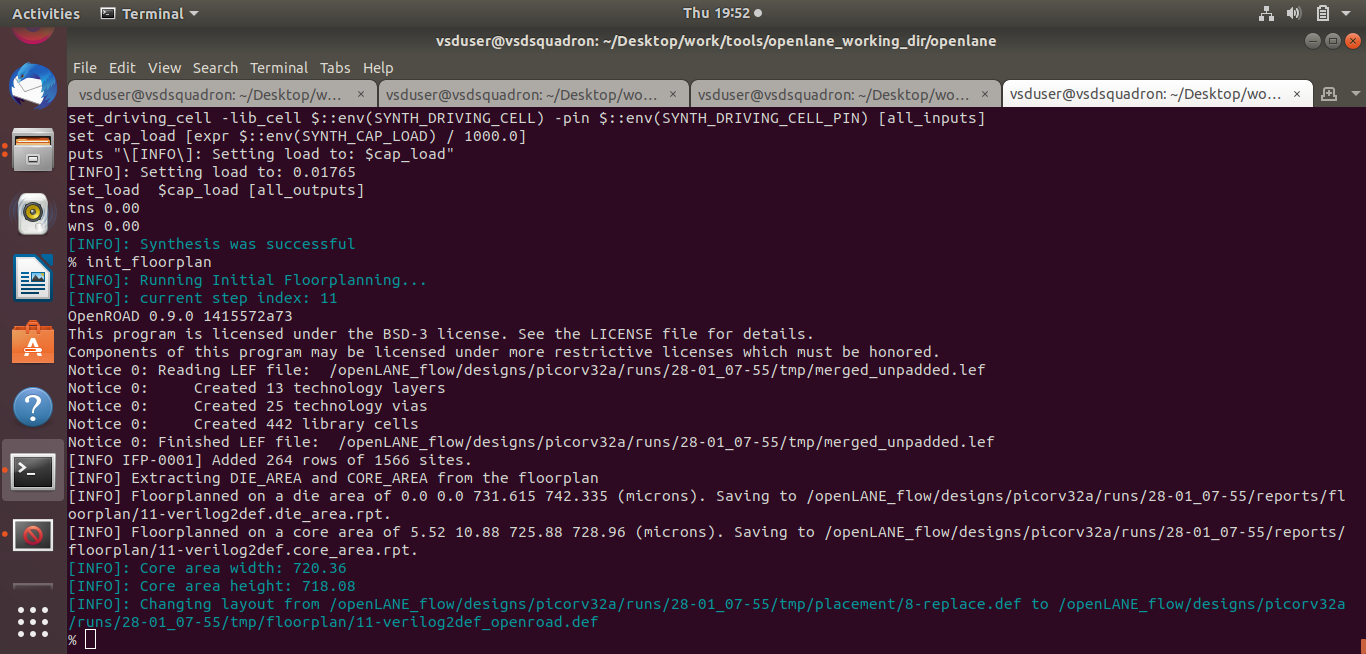 Activities Terminal Thu 19:52
vsduser@vsdsquadron: ~/Desktop/work/tools/openlane_working_dir/openlane
File Edit View Search Terminal Tabs Help
vsduser@vsdsquadron: ~/Desktop/w... × vsduser@vsdsquadron: ~/Desktop/wo... × vsduser@vsdsquadron: ~/Desktop/wo... × vsduser@vsdsquadron: ~/Desktop/wo... ×
set_driving_cell -lib_cell $::env(SYNTH_DRIVING_CELL) -pin $::env(SYNTH_DRIVING_CELL_PIN) [all_inputs]
set cap_load [expr $::env(SYNTH_CAP_LOAD) / 1000.0]
puts "\[INFO\]: Setting load to: $cap_load"
[INFO]: Setting load to: 0.01765
set_load  $cap_load [all_outputs]
tns 0.00
wns 0.00
[INFO]: Synthesis was successful
% init_floorplan
[INFO]: Running Initial Floorplanning...
[INFO]: current step index: 11
OpenROAD 0.9.0 1415572a73
This program is licensed under the BSD-3 license. See the LICENSE file for details.
Components of this program may be licensed under more restrictive licenses which must be honored.
Notice 0: Reading LEF file:  /openLANE_flow/designs/picorv32a/runs/28-01_07-55/tmp/merged_unpadded.lef
Notice 0:     Created 13 technology layers
Notice 0:     Created 25 technology vias
Notice 0:     Created 442 library cells
Notice 0: Finished LEF file:  /openLANE_flow/designs/picorv32a/runs/28-01_07-55/tmp/merged_unpadded.lef
[INFO IFP-0001] Added 264 rows of 1566 sites.
[INFO] Extracting DIE_AREA and CORE_AREA from the floorplan
[INFO] Floorplanned on a die area of 0.0 0.0 731.615 742.335 (microns). Saving to /openLANE_flow/designs/picorv32a/runs/28-01_07-55/reports/fl
oorplan/11-verilog2def.die_area.rpt.
[INFO] Floorplanned on a core area of 5.52 10.88 725.88 728.96 (microns). Saving to /openLANE_flow/designs/picorv32a/runs/28-01_07-55/reports/
floorplan/11-verilog2def.core_area.rpt.
[INFO]: Core area width: 720.36
[INFO]: Core area height: 718.08
[INFO]: Changing layout from /openLANE_flow/designs/picorv32a/runs/28-01_07-55/tmp/placement/8-replace.def to /openLANE_flow/designs/picorv32a
/runs/28-01_07-55/tmp/floorplan/11-verilog2def_openroad.def
%